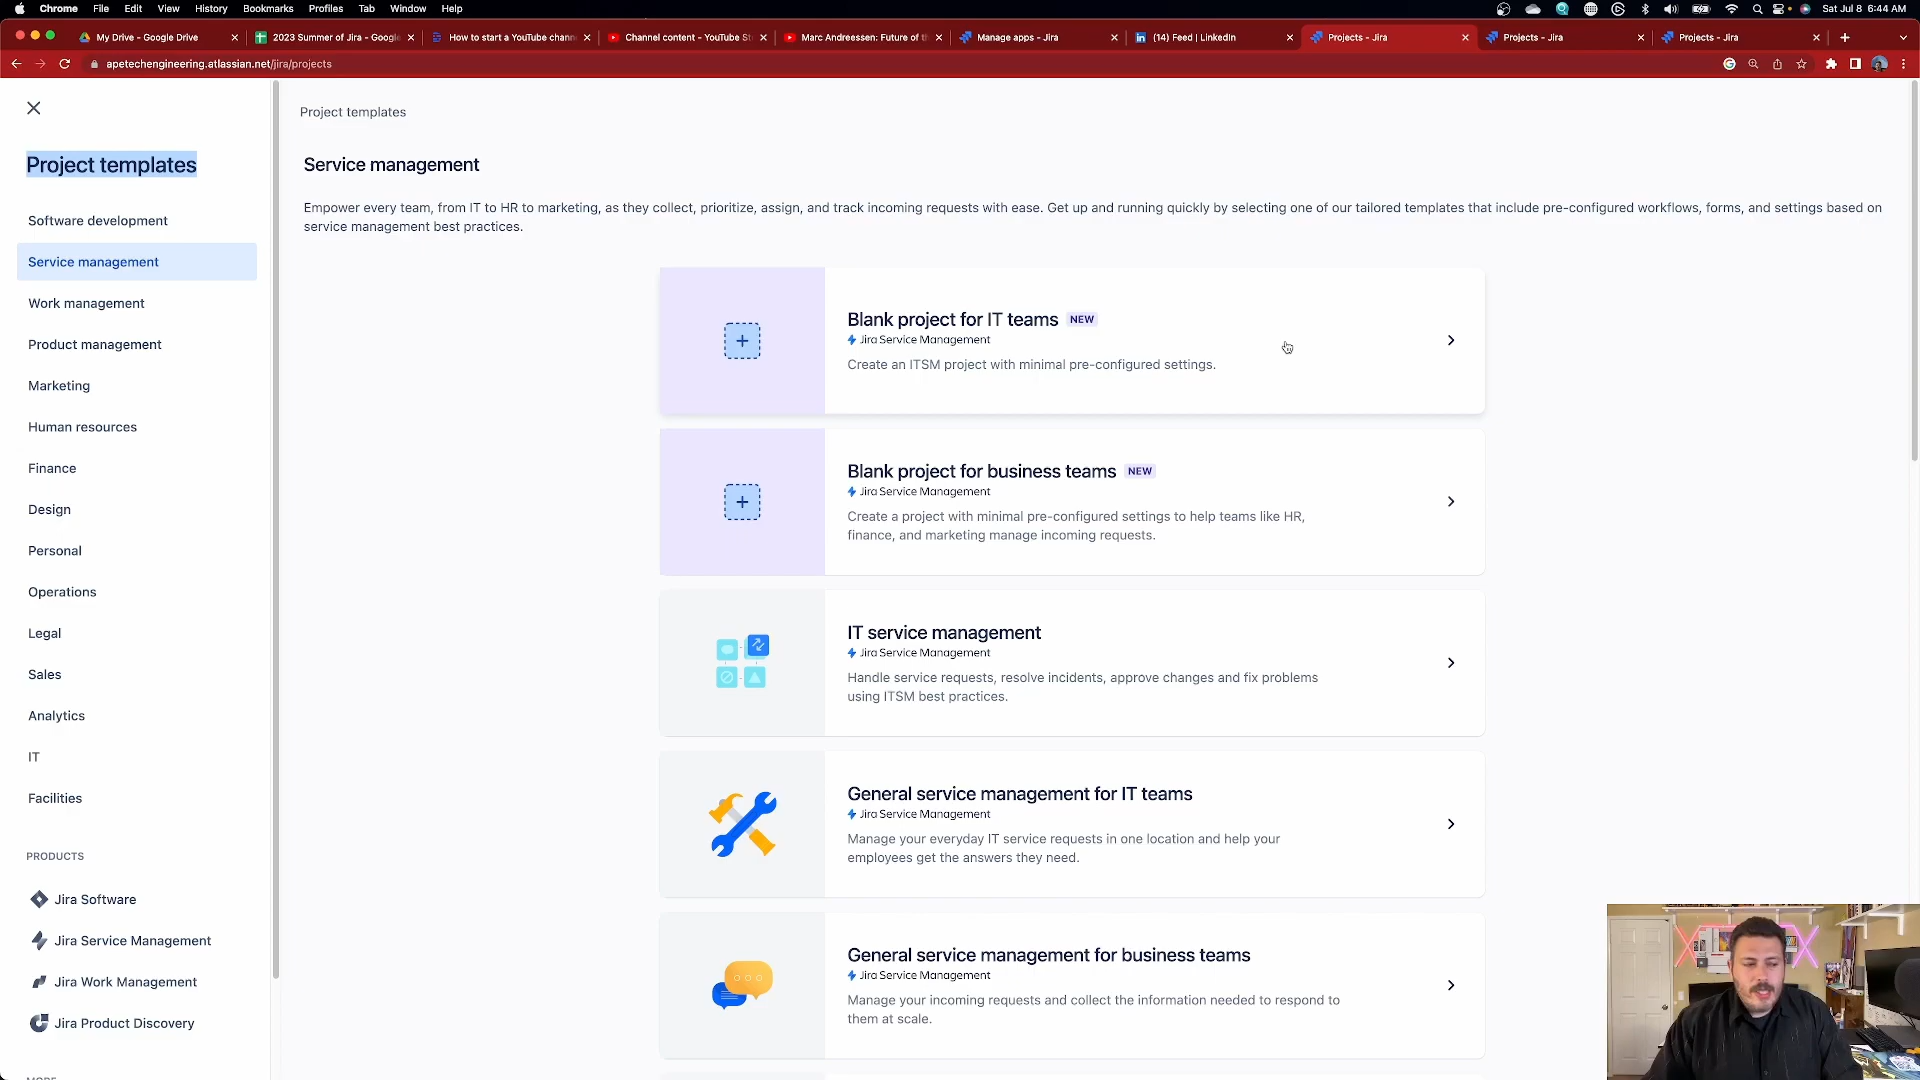 Chrome File Edit View History Bookmarks Profiles Tab Window Help
Sat Jul 8 6:44 AM
My Drive - Google Drive
2023 Summer of Jira - Google
How to start a YouTube chann
Channel content - YouTube St
Marc Andreessen: Future of th
Manage apps - Jira
(14) Feed | LinkedIn
Projects - Jira
Projects - Jira
Projects - Jira
apetechengineering.atlassian.net/jira/projects
Project templates
Software development
Service management
Work management
Product management
Marketing
Human resources
Finance
Design
Personal
Operations
Legal
Sales
Analytics
IT
Facilities
PRODUCTS
Jira Software
Jira Service Management
Jira Work Management
Jira Product Discovery
MORE
Project templates
Service management
Empower every team, from IT to HR to marketing, as they collect, prioritize, assign, and track incoming requests with ease. Get up and running quickly by selecting one of our tailored templates that include pre-configured workflows, forms, and settings based on
service management best practices.
Blank project for IT teams NEW
Jira Service Management
Create an ITSM project with minimal pre-configured settings.
Blank project for business teams NEW
Jira Service Management
Create a project with minimal pre-configured settings to help teams like HR,
finance, and marketing manage incoming requests.
IT service management
Jira Service Management
Handle service requests, resolve incidents, approve changes and fix problems
using ITSM best practices.
General service management for IT teams
Jira Service Management
Manage your everyday IT service requests in one location and help your
employees get the answers they need.
General service management for business teams
Jira Service Management
Manage your incoming requests and collect the information needed to respond to
them at scale.